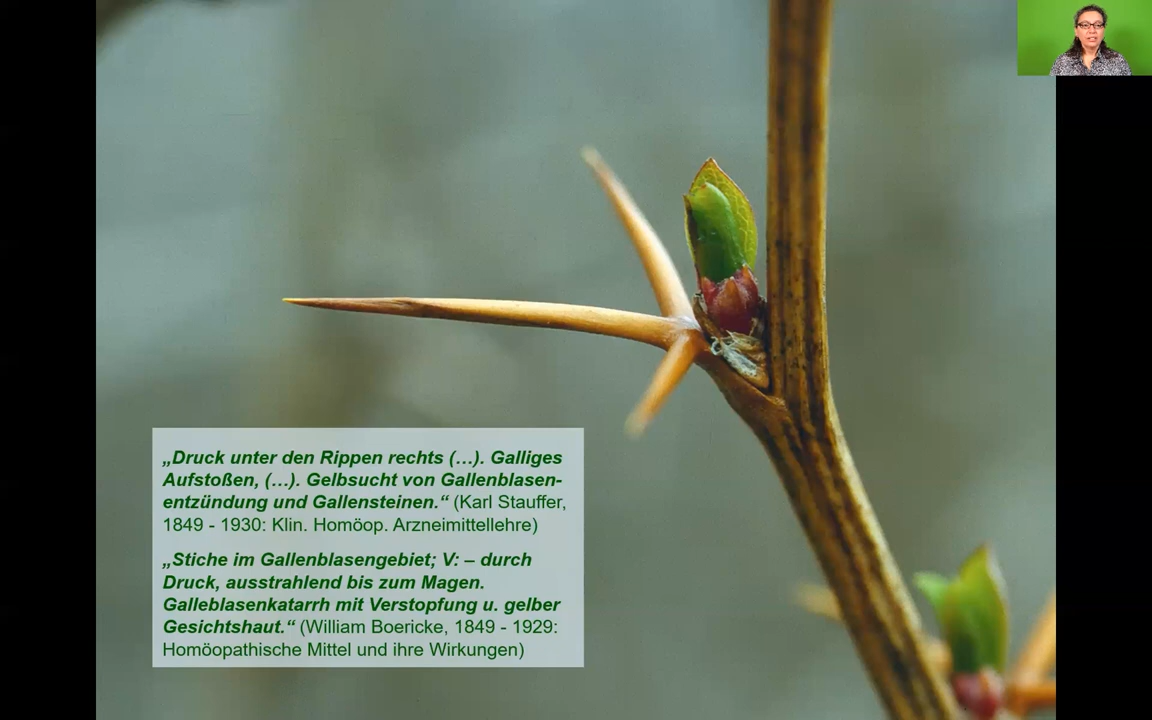 „Druck unter den Rippen rechts (…). Galliges
Aufstoßen, (…). Gelbsucht von Gallenblasen-
entzündung und Gallensteinen.“ (Karl Stauffer,
1849 - 1930: Klin. Homöop. Arzneimittellehre)
„Stiche im Gallenblasengebiet; V: – durch
Druck, ausstrahlend bis zum Magen.
Galleblasenkatarrh mit Verstopfung u. gelber
Gesichtshaut.“ (William Boericke, 1849 - 1929:
Homöopathische Mittel und ihre Wirkungen)